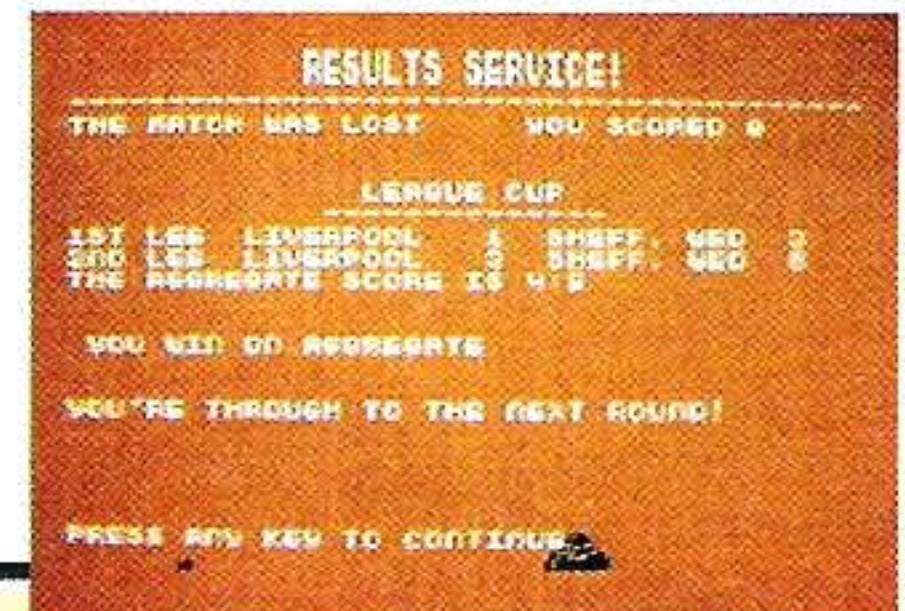 RESULTS SERVICE!
THE MATCH WAS LOST YOU SCORED 0
LEAGUE CUP
1ST LEG LIVERPOOL 1 SHEFF. WED
2ND LEG LIVERPOOL 3 SHEFF. WED
THE AGGREGATE SCORE IS
YOU WIN ON AGGREGATE
YOU'RE THROUGH TO THE NEXT ROUND!
PRESS ANY KEY TO CONTINUE